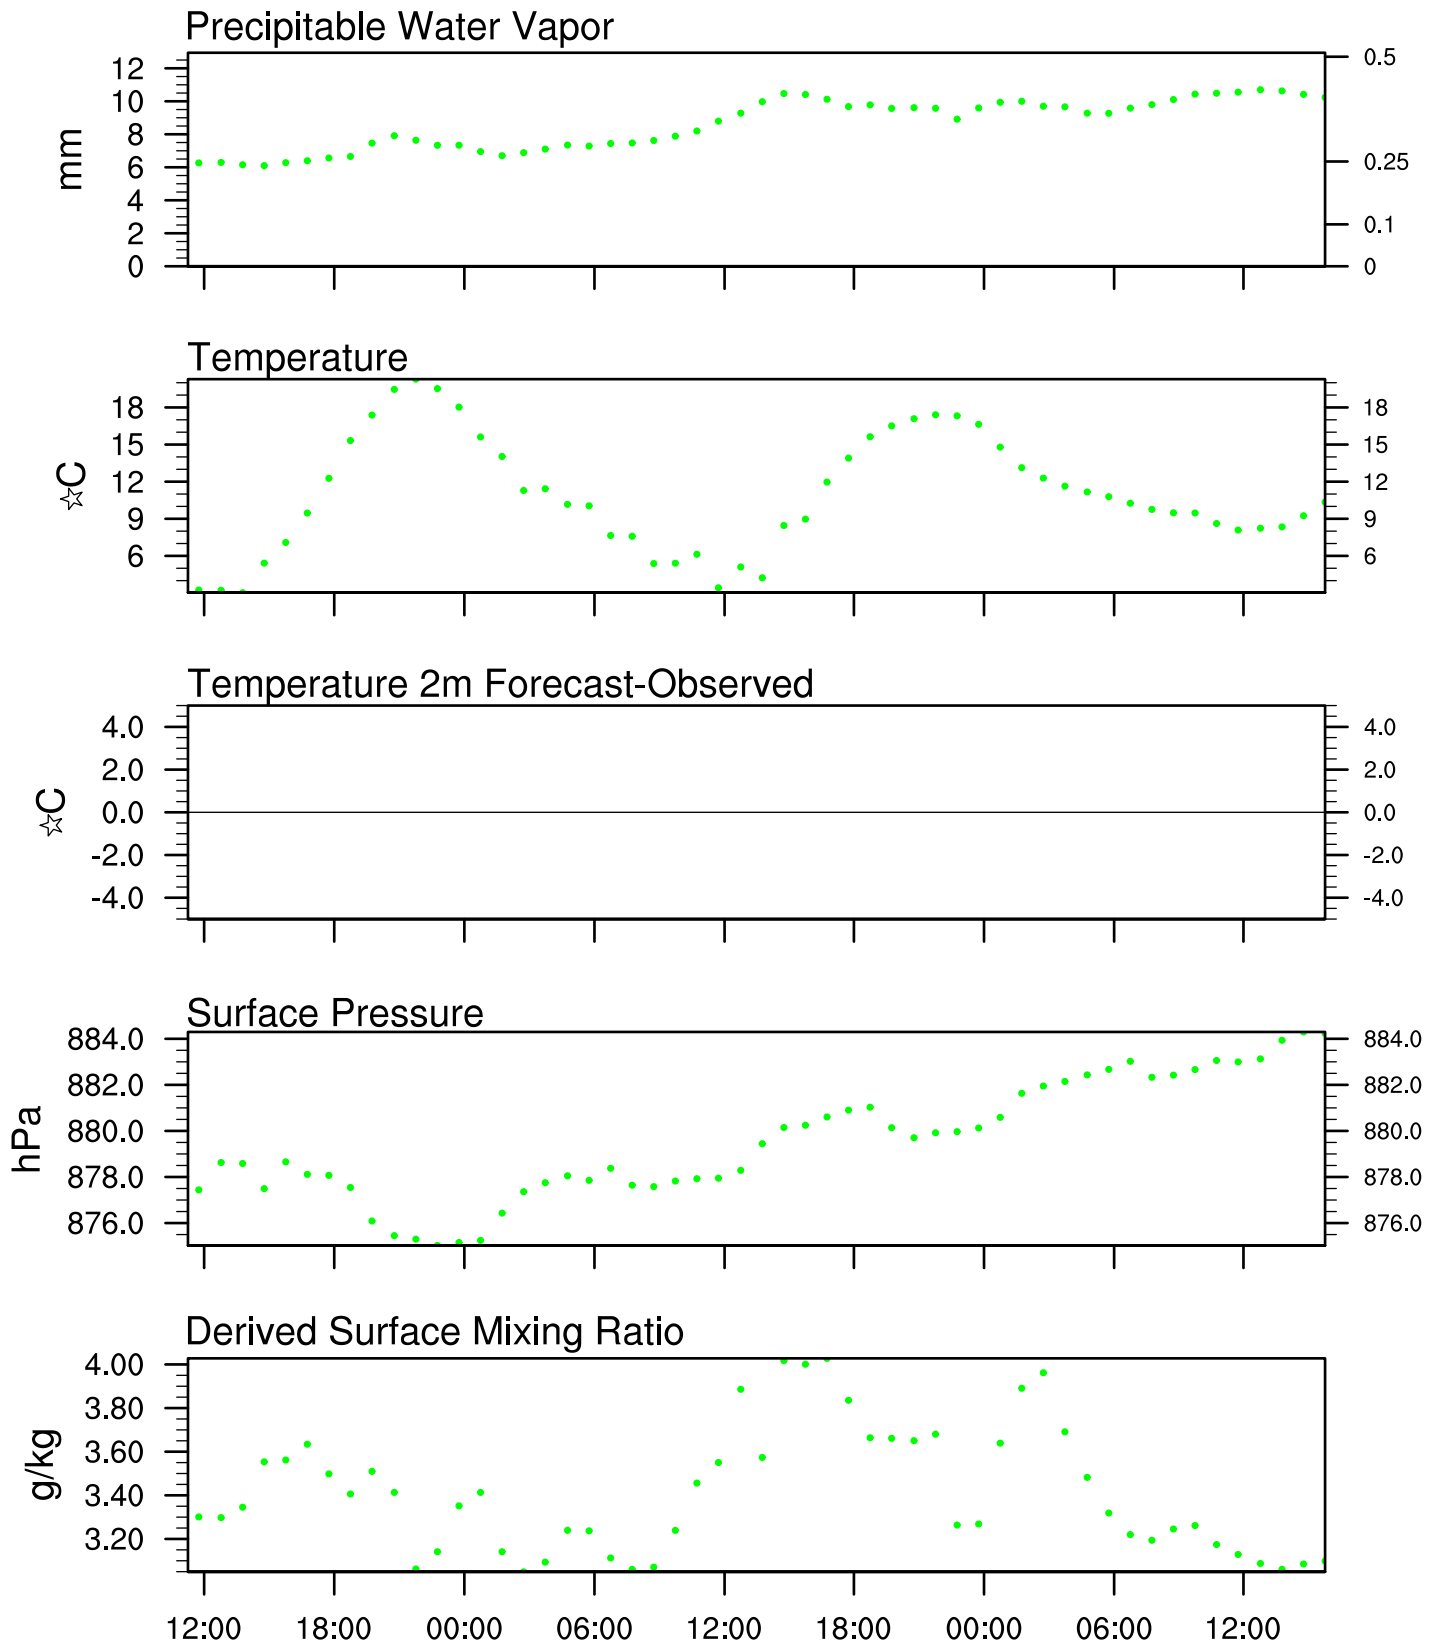 Precipitable Water Vapor
12 0.5
10
8
mm
6 0.25
4
2 0.1
0 0
Temperature
18 18
15 15
☆C
12 12
9 9
6 6
Temperature 2m Forecast-Observed
4.0 4.0
2.0 2.0
☆C
0.0 0.0
-2.0 -2.0
-4.0 -4.0
Surface Pressure
884.0 884.0
882.0 882.0
hPa
880.0 880.0
878.0 878.0
876.0 876.0
Derived Surface Mixing Ratio
4.00
3.80
g/kg
3.60
3.40
3.20
12:00 18:00 00:00 06:00 12:00 18:00 00:00 06:00 12:00